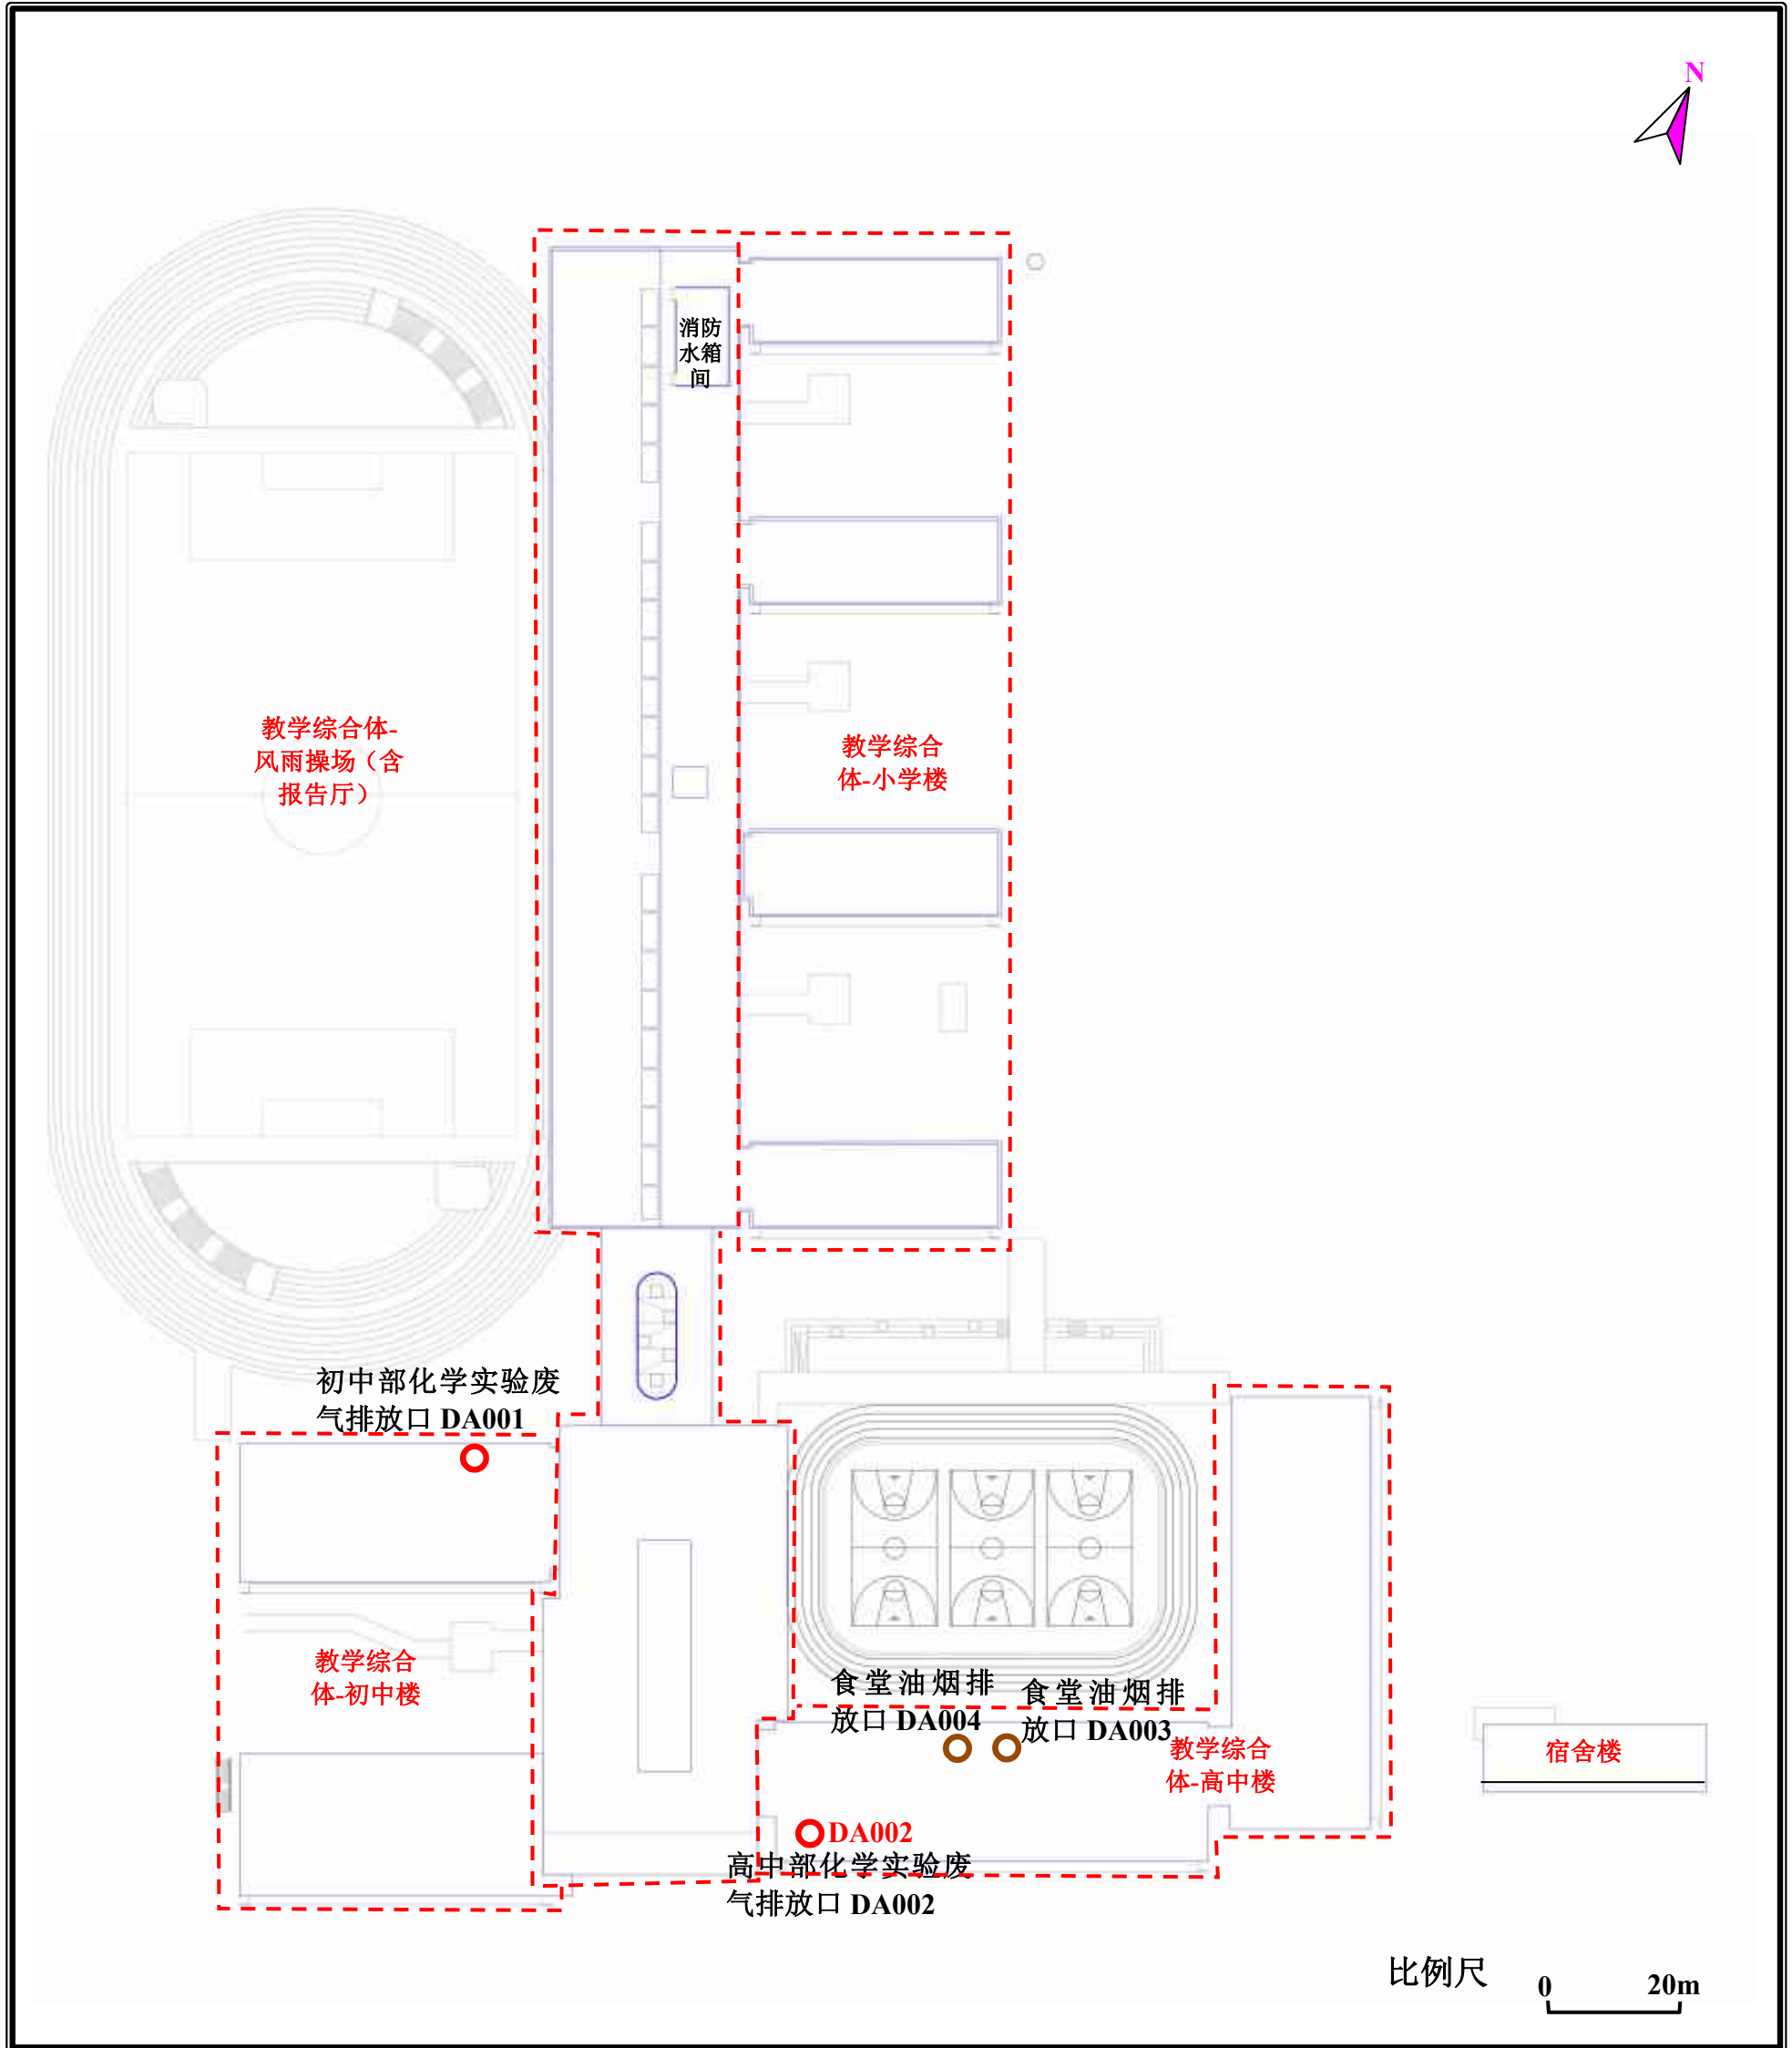 N
消防
水箱
间
教学综合体-
风雨操场（含
报告厅）
教学综合
体-小学楼
初中部化学实验废
气排放口 DA001
教学综合
体-初中楼
食堂油烟排
放口 DA004
食堂油烟排
放口 DA003
教学综合
体-高中楼
宿舍楼
DA002
高中部化学实验废
气排放口 DA002
比例尺
0 20m